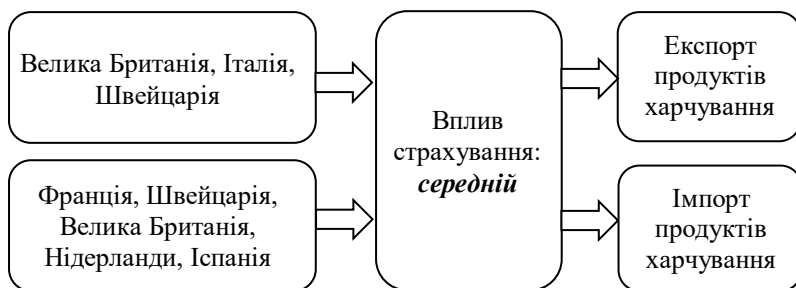 Велика Британія, Італія,
Швейцарія
Франція, Швейцарія,
Велика Британія,
Нідерланди, Іспанія
Вплив
страхування:
середній
Експорт
продуктів
харчування
Імпорт
продуктів
харчування